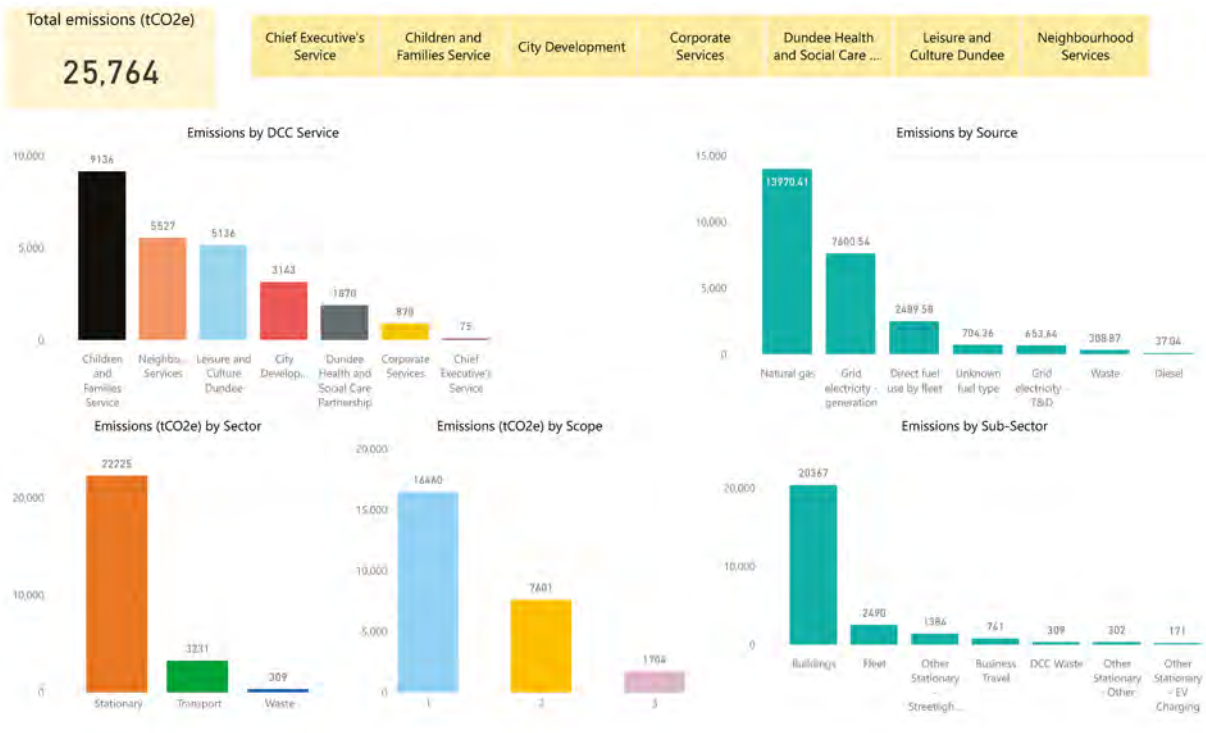 Total emissions (tCO2e)
25,764
Chief Executive's
Service
Children and
Families Service
City Development
Corporate
Services
Dundee Health
and Social Care ....
Leisure and
Culture Dundee
Neighbourhood
Services
Emissions by DCC Service
10,000
5,000
0
9136
5527
5136
3143
1870
870
75
Children
and
Families
Service
Neighbo...
Services
Leisure and
Culture
Dundee
City
Develop...
Dundee
Health and
Social Care
Partnership
Corporate
Services
Chief
Executive's
Service
Emissions by Source
15,000
10,000
5,000
0
13970.41
7600.54
2489.58
704.36
653.64
308.87
37.04
Natural gas
Grid
electricity -
generation
Direct fuel
use by fleet
Unknown
fuel type
Grid
electricity -
T&D
Waste
Diesel
Emissions (tCO2e) by Sector
20,000
10,000
0
22225
3231
309
Stationary
Transport
Waste
Emissions (tCO2e) by Scope
20,000
15,000
10,000
5,000
0
16460
7601
1704
1
2
3
Emissions by Sub-Sector
20,000
10,000
0
20367
2490
1384
741
309
302
171
Buildings
Fleet
Other
Stationary
-
Streetligh...
Business
Travel
DCC Waste
Other
Stationary
- Other
Other
Stationary
- EV
Charging